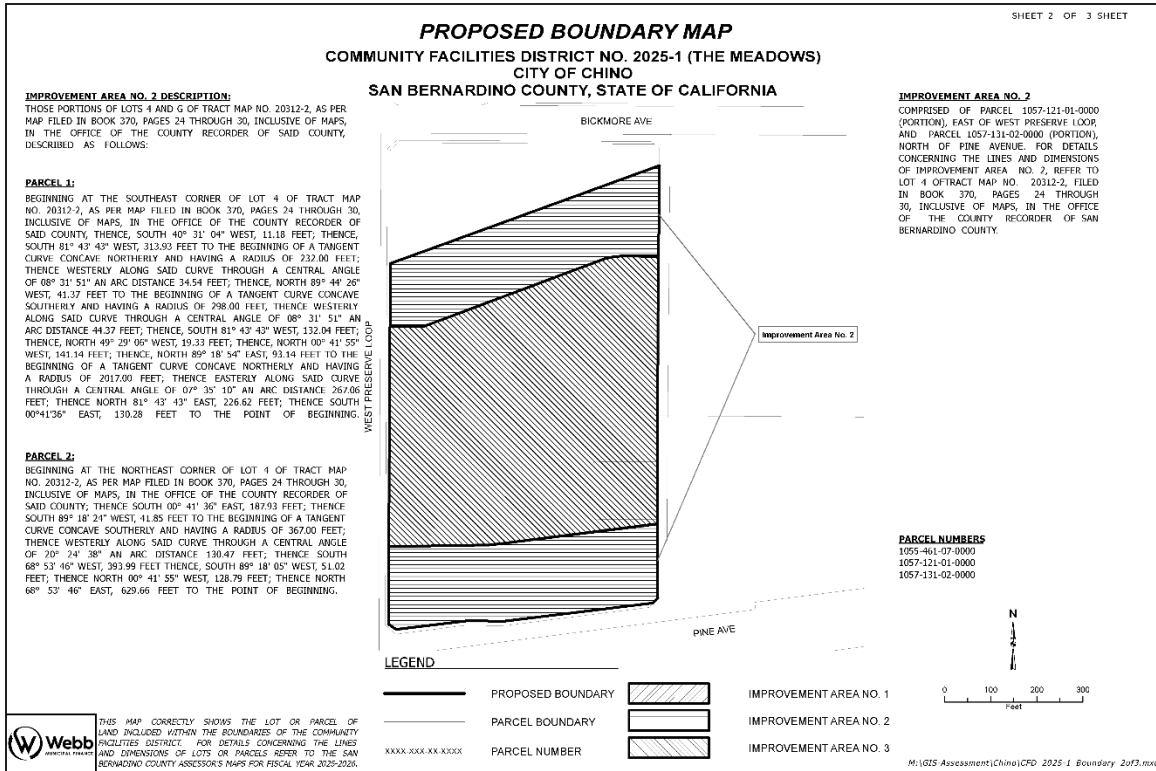 SHEET 2 OF 3 SHEET
PROPOSED BOUNDARY MAP
COMMUNITY FACILITIES DISTRICT NO. 2025-1 (THE MEADOWS)
CITY OF CHINO
SAN BERNARDINO COUNTY, STATE OF CALIFORNIA
IMPROVEMENT AREA NO. 2 DESCRIPTION:
THOSE PORTIONS OF LOTS 4 AND G OF TRACT MAP NO. 20312-2, AS PER
MAP FILED IN BOOK 370, PAGES 24 THROUGH 30, INCLUSIVE OF MAPS,
IN THE OFFICE OF THE COUNTY RECORDER OF SAID COUNTY,
DESCRIBED AS FOLLOWS:
PARCEL 1:
BEGINNING AT THE SOUTHEAST CORNER OF LOT 4 OF TRACT MAP
NO. 20312-2, AS PER MAP FILED IN BOOK 370, PAGES 24 THROUGH 30,
INCLUSIVE OF MAPS, IN THE OFFICE OF THE COUNTY RECORDER OF
SAID COUNTY, THENCE, SOUTH 40° 31' 04" WEST, 11.18 FEET; THENCE,
SOUTH 81° 43' 43" WEST, 313.93 FEET TO THE BEGINNING OF A TANGENT
CURVE CONCAVE NORTHERLY AND HAVING A RADIUS OF 232.00 FEET;
THENCE WESTERLY ALONG SAID CURVE THROUGH A CENTRAL ANGLE
OF 08° 31' 51" AN ARC DISTANCE 34.54 FEET; THENCE, NORTH 89° 44' 26"
WEST, 41.37 FEET TO THE BEGINNING OF A TANGENT CURVE CONCAVE
SOUTHERLY AND HAVING A RADIUS OF 298.00 FEET, THENCE WESTERLY
ALONG SAID CURVE THROUGH A CENTRAL ANGLE OF 08° 31' 51" AN
ARC DISTANCE 44.37 FEET; THENCE, SOUTH 81° 43' 43" WEST, 132.04 FEET;
THENCE, NORTH 49° 29' 06" WEST, 19.33 FEET; THENCE, NORTH 00° 41' 55"
WEST, 141.14 FEET; THENCE, NORTH 89° 18' 54" EAST, 93.14 FEET TO THE
BEGINNING OF A TANGENT CURVE CONCAVE NORTHERLY AND HAVING
A RADIUS OF 2017.00 FEET; THENCE EASTERLY ALONG SAID CURVE
THROUGH A CENTRAL ANGLE OF 07° 35' 10" AN ARC DISTANCE 267.06
FEET; THENCE NORTH 81° 43' 43" EAST, 226.62 FEET; THENCE SOUTH
00°41'36" EAST, 130.28 FEET TO THE POINT OF BEGINNING.
PARCEL 2:
BEGINNING AT THE NORTHEAST CORNER OF LOT 4 OF TRACT MAP
NO. 20312-2, AS PER MAP FILED IN BOOK 370, PAGES 24 THROUGH 30,
INCLUSIVE OF MAPS, IN THE OFFICE OF THE COUNTY RECORDER OF
SAID COUNTY; THENCE SOUTH 00° 41' 36" EAST, 187.93 FEET; THENCE
SOUTH 89° 18' 24" WEST, 41.85 FEET TO THE BEGINNING OF A TANGENT
CURVE CONCAVE SOUTHERLY AND HAVING A RADIUS OF 367.00 FEET;
THENCE WESTERLY ALONG SAID CURVE THROUGH A CENTRAL ANGLE
OF 20° 24' 38" AN ARC DISTANCE 130.47 FEET; THENCE SOUTH
68° 53' 46" WEST, 393.99 FEET THENCE, SOUTH 89° 18' 05" WEST, 51.02
FEET; THENCE NORTH 00° 41' 55" WEST, 128.79 FEET; THENCE NORTH
68° 53' 46" EAST, 629.66 FEET TO THE POINT OF BEGINNING.
BICKMORE AVE
WEST PRESERVE LOOP
Improvement Area No. 2
PINE AVE
IMPROVEMENT AREA NO. 2
COMPRISED OF PARCEL 1057-121-01-0000
(PORTION), EAST OF WEST PRESERVE LOOP,
AND PARCEL 1057-131-02-0000 (PORTION),
NORTH OF PINE AVENUE. FOR DETAILS
CONCERNING THE LINES AND DIMENSIONS
OF IMPROVEMENT AREA NO. 2, REFER TO
LOT 4 OFTRACT MAP NO. 20312-2, FILED
IN BOOK 370, PAGES 24 THROUGH
30, INCLUSIVE OF MAPS, IN THE OFFICE
OF THE COUNTY RECORDER OF SAN
BERNARDINO COUNTY.
PARCEL NUMBERS
1055-461-07-0000
1057-121-01-0000
1057-131-02-0000
N
0 100 200 300
Feet
LEGEND
PROPOSED BOUNDARY
PARCEL BOUNDARY
XXXX-XXX-XX-XXXX PARCEL NUMBER
IMPROVEMENT AREA NO. 1
IMPROVEMENT AREA NO. 2
IMPROVEMENT AREA NO. 3
W Webb
MUNICIPAL FINANCE
THIS MAP CORRECTLY SHOWS THE LOT OR PARCEL OF
LAND INCLUDED WITHIN THE BOUNDARIES OF THE COMMUNITY
FACILITIES DISTRICT. FOR DETAILS CONCERNING THE LINES
AND DIMENSIONS OF LOTS OR PARCELS REFER TO THE SAN
BERNADINO COUNTY ASSESSOR'S MAPS FOR FISCAL YEAR 2025-2026.
M:\GIS-Assessment\Chino\CFD 2025-1 Boundary 2of3.mxd